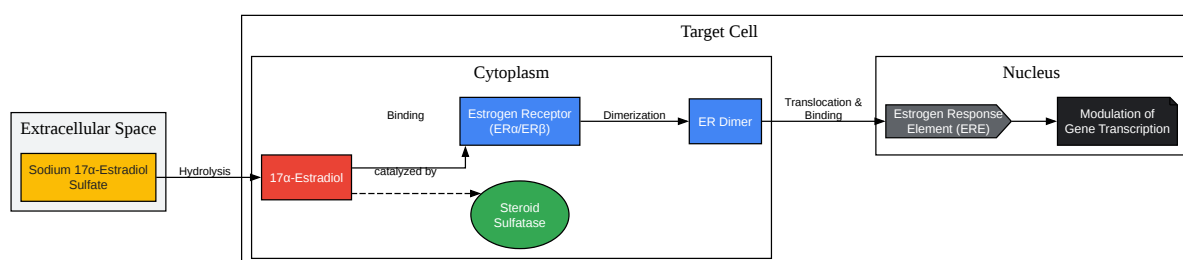 Target Cell
Extracellular Space
Sodium 17α-Estradiol
Sulfate
Hydrolysis
Cytoplasm
17α-Estradiol
Binding
catalyzed by
Estrogen Receptor
(ERα/ERβ)
Steroid
Sulfatase
Dimerization
ER Dimer
Translocation &
Binding
Nucleus
Estrogen Response
Element (ERE)
Modulation of
Gene Transcription